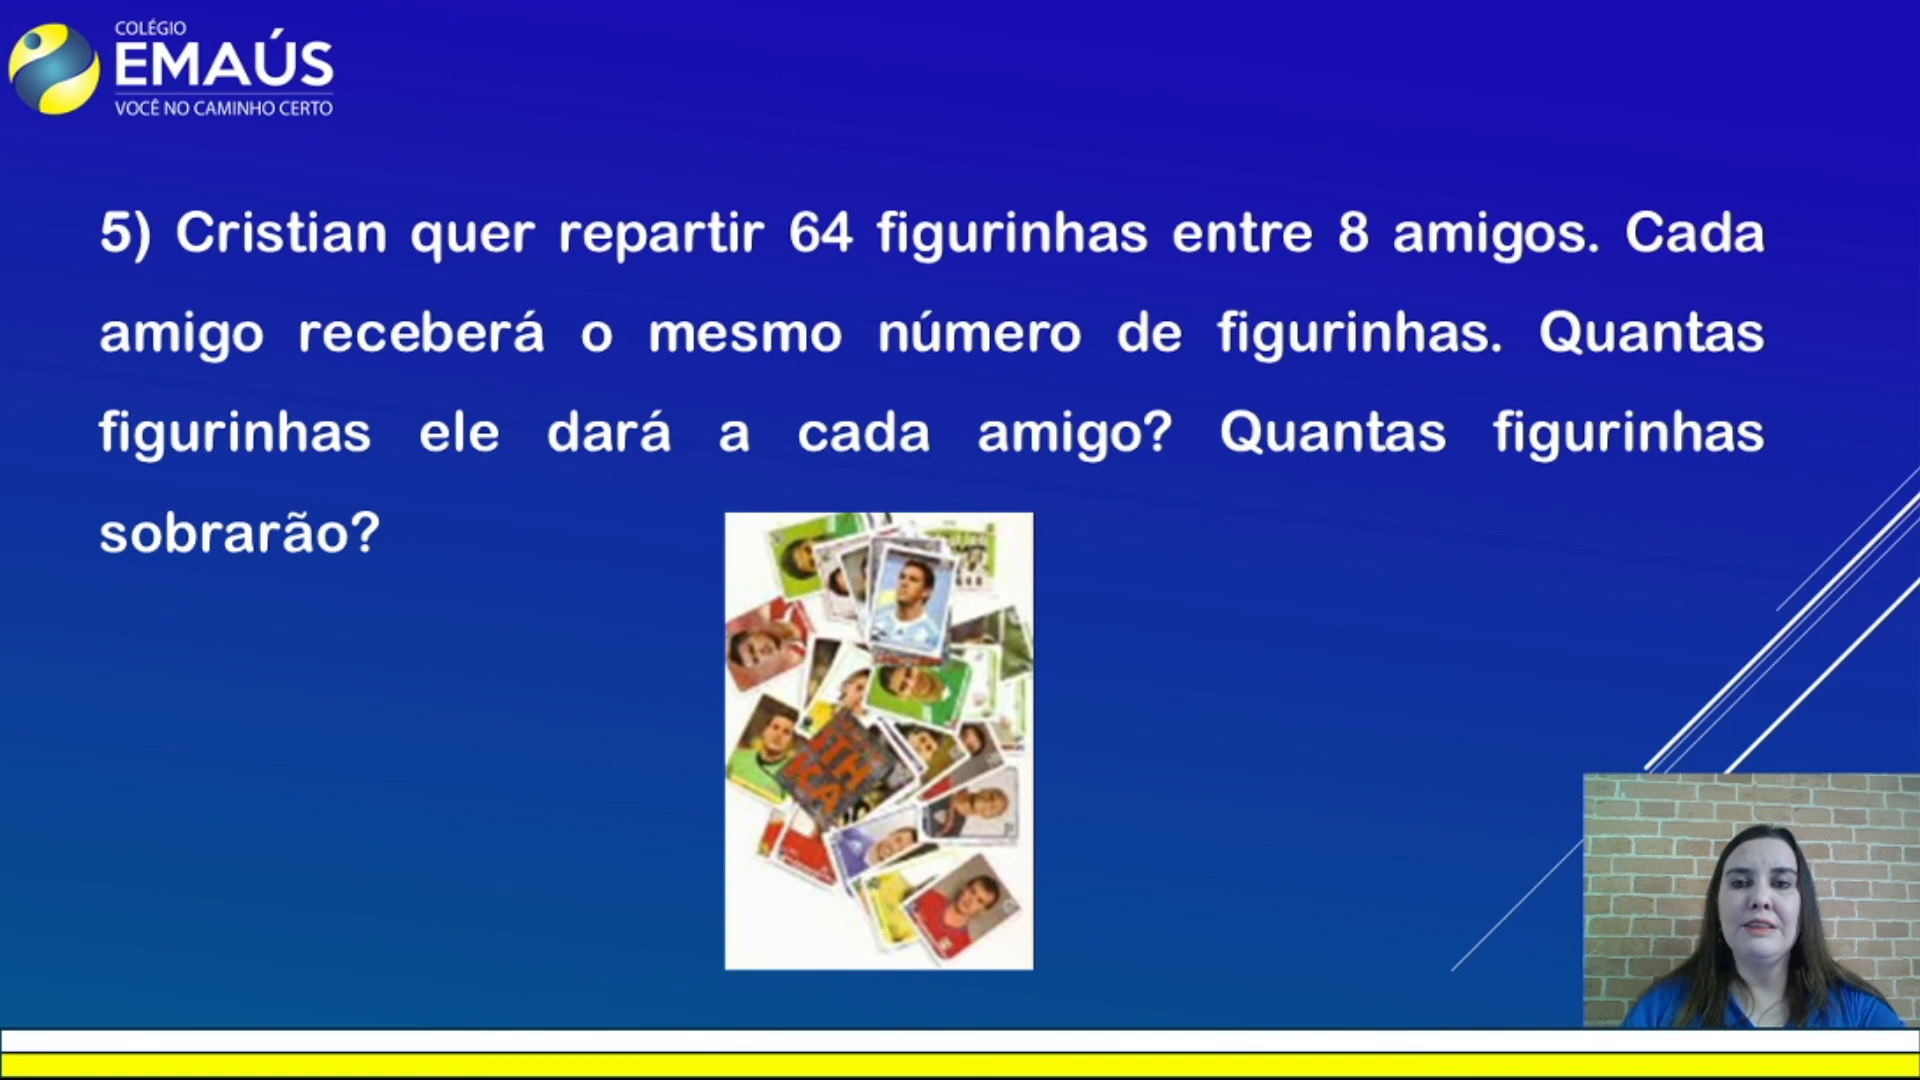 COLÉGIO
EMAÚS
VOCÊ NO CAMINHO CERTO
5) Cristian quer repartir 64 figurinhas entre 8 amigos. Cada
amigo receberá o mesmo número de figurinhas. Quantas
figurinhas ele dará a cada amigo? Quantas figurinhas
sobrarão?